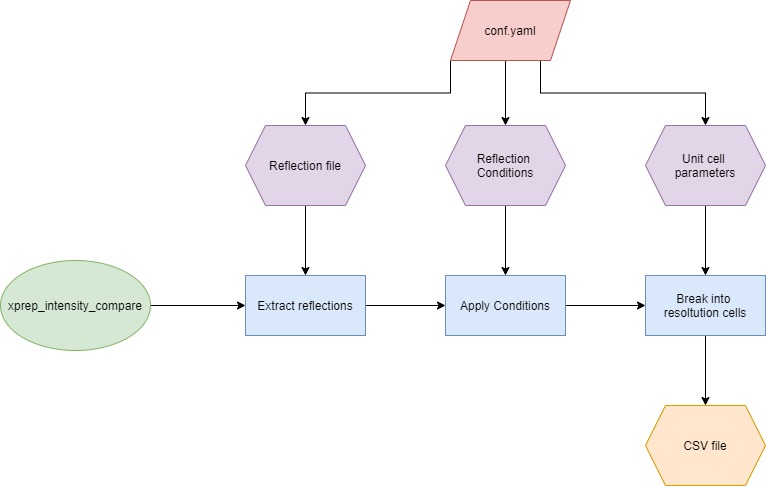 conf.yaml
Reflection file
Reflection
Conditions
Unit cell
parameters
xprep_intensity_compare
Extract reflections
Apply Conditions
Break into
resoltution cells
CSV file